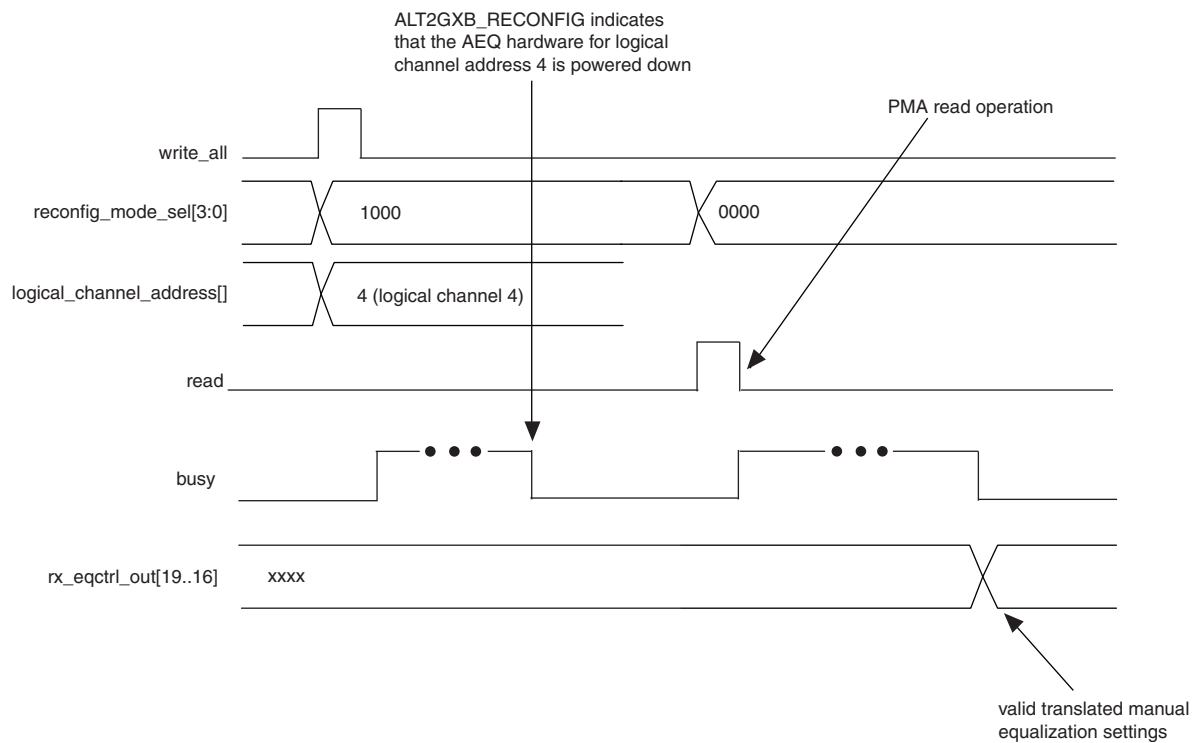 ALT2GXB_RECONFIG indicates
that the AEQ hardware for logical
channel address 4 is powered down
PMA read operation
write_all
reconfig_mode_sel[3:0]
1000
0000
logical_channel_address[]
4 (logical channel 4)
read
busy
rx_eqctrl_out[19..16]
xxxx
valid translated manual
equalization settings